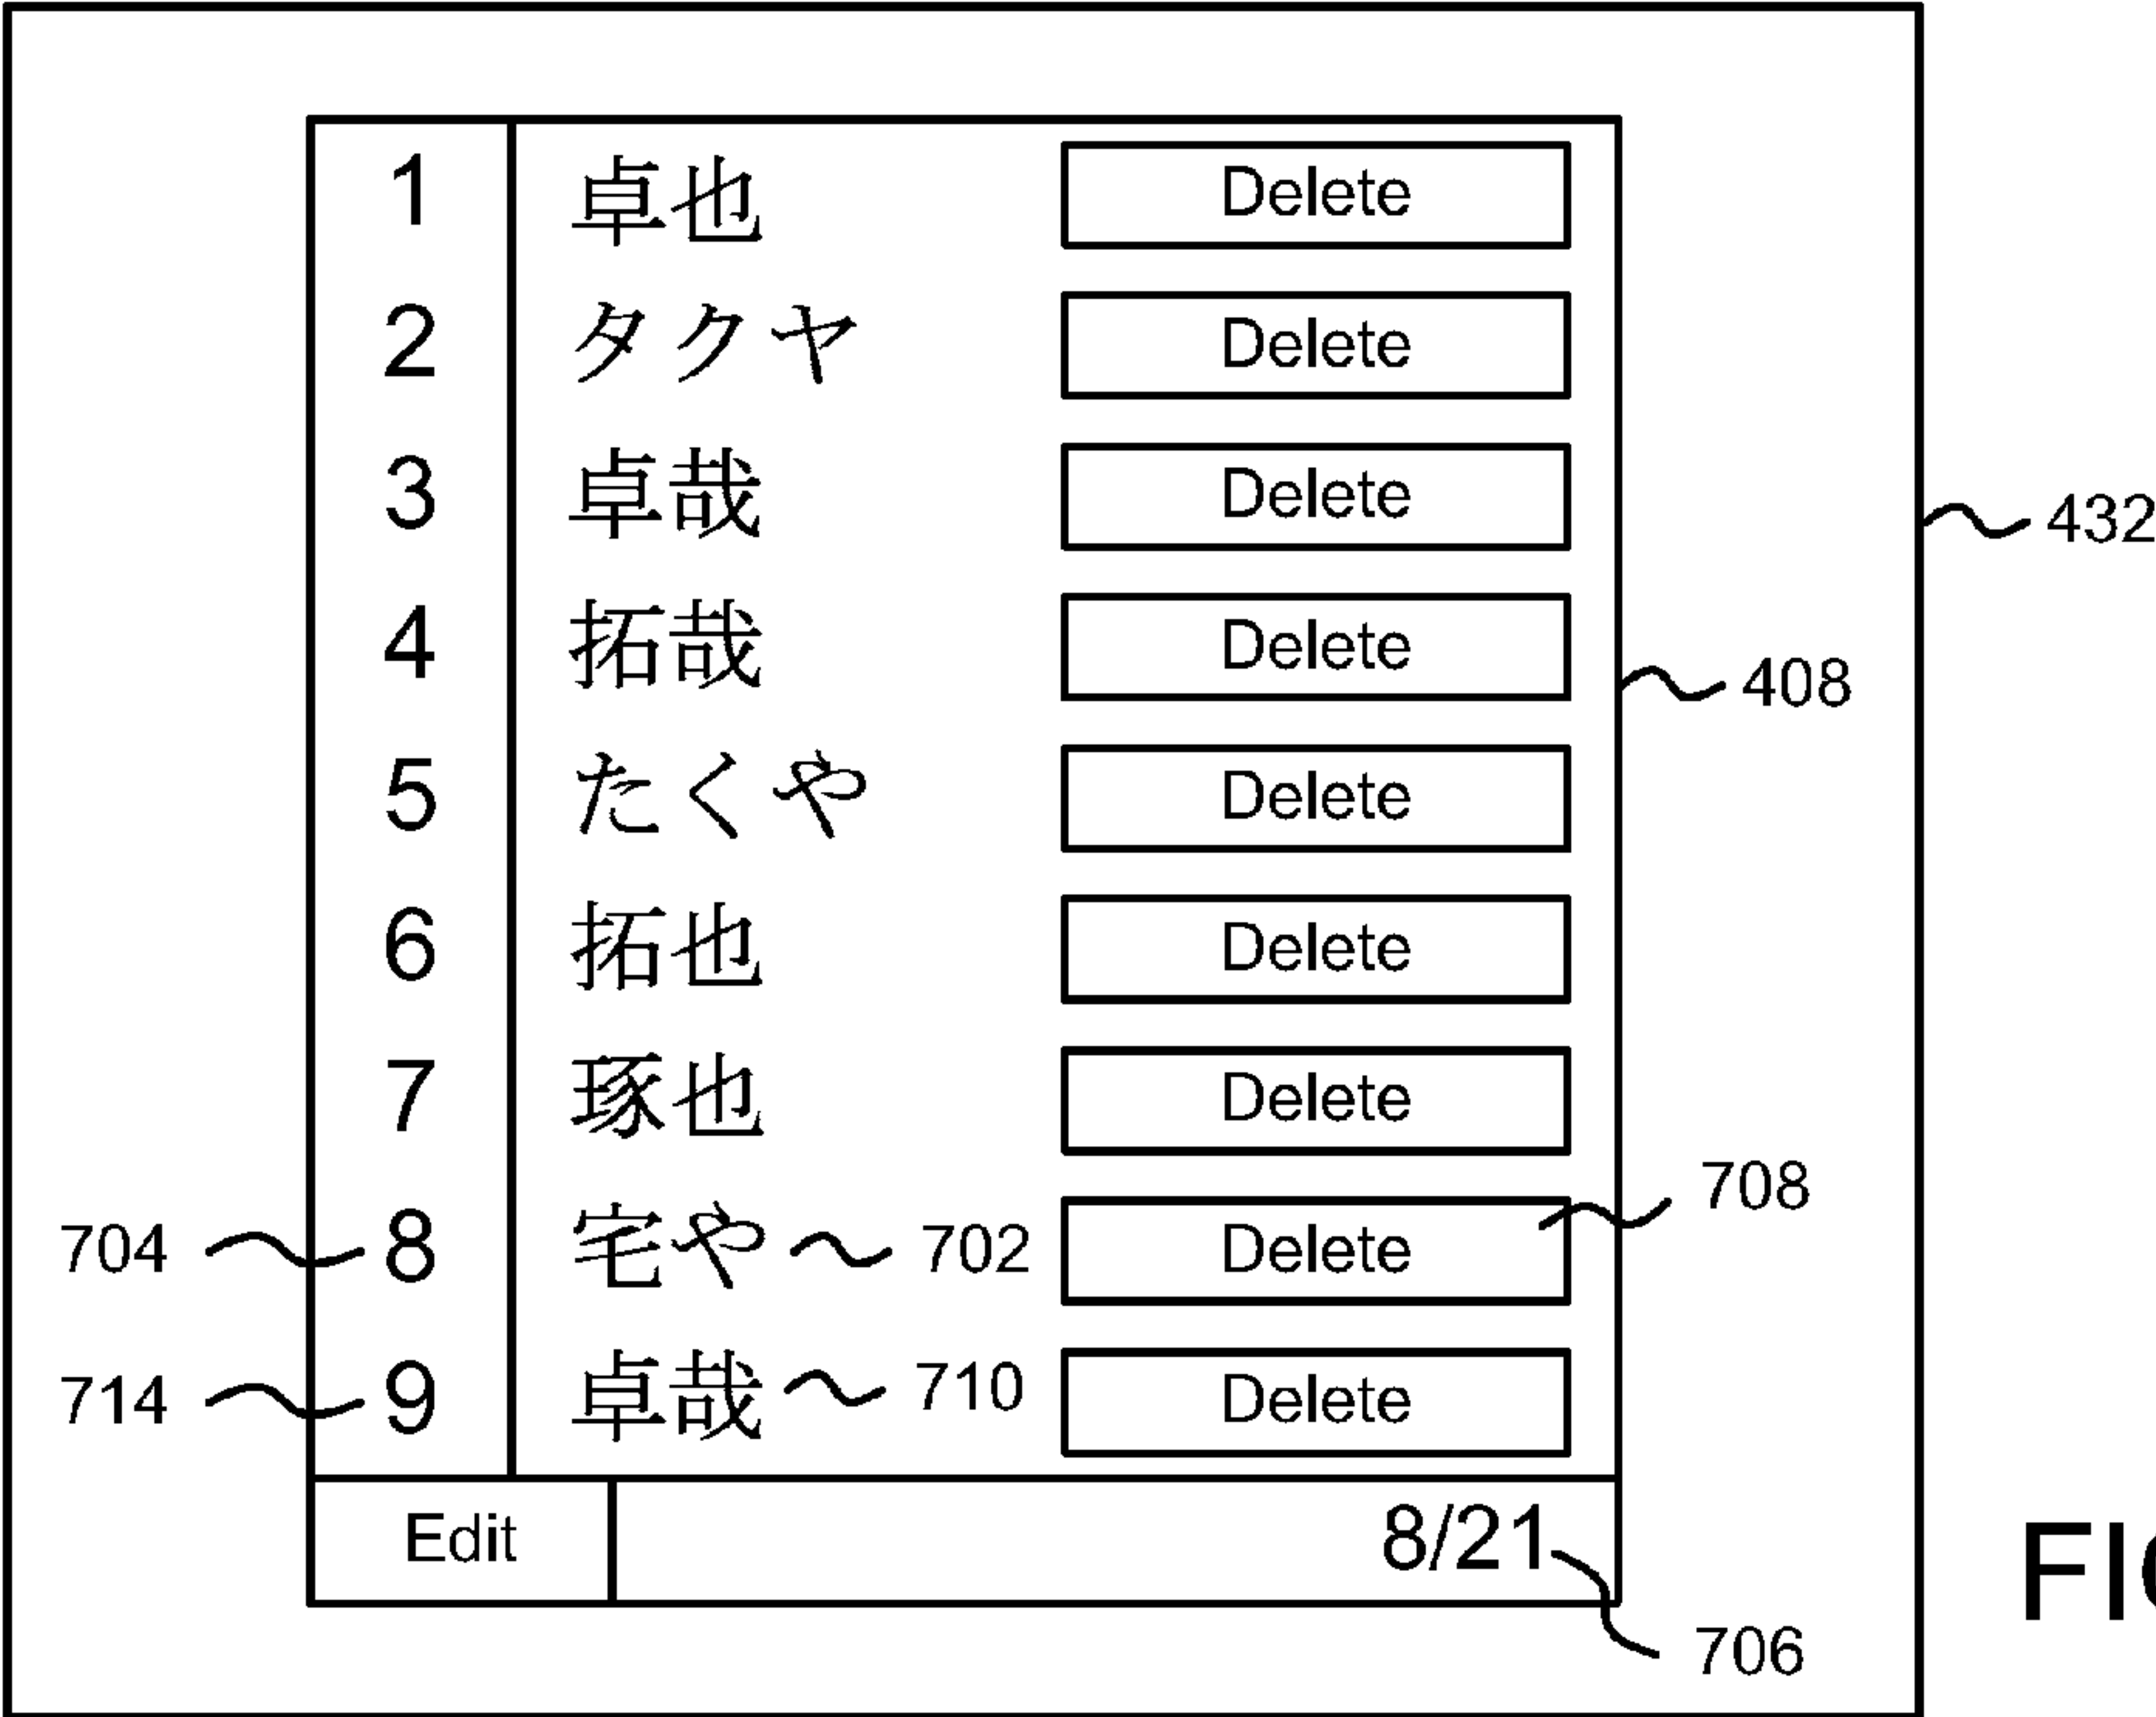 1 卓也 Delete
2 タクヤ Delete
3 卓哉 Delete
432
4 拓哉 Delete
408
5 たくや Delete
6 拓也 Delete
7 琢也 Delete
708
704 8 宅や 702 Delete
714 9 卓哉 710 Delete
Edit 8/21
706